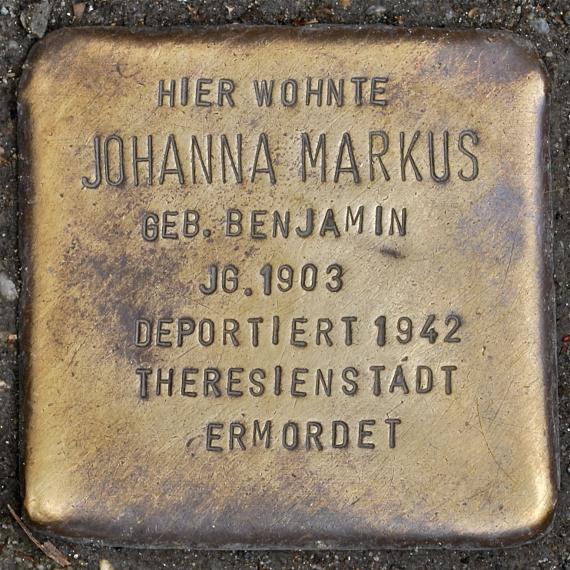 HIER WOHNTE
JOHANNA MARKUS
GEB. BENJAMIN
JG. 1903
DEPORTIERT 1942
THERESIENSTADT
ERMORDET